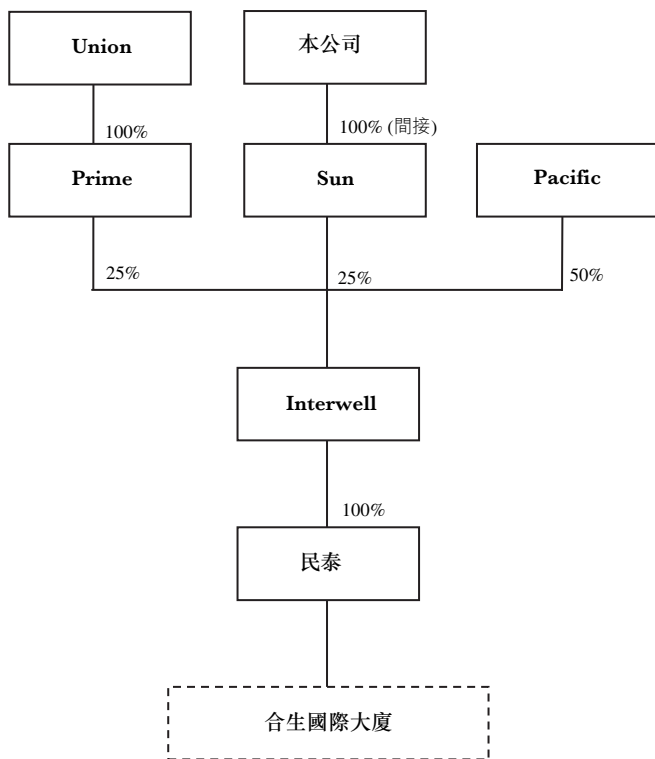 Union
本公司
100%
100% (間接)
Prime
Sun
Pacific
25%
25%
50%
Interwell
100%
民泰
合生國際大廈